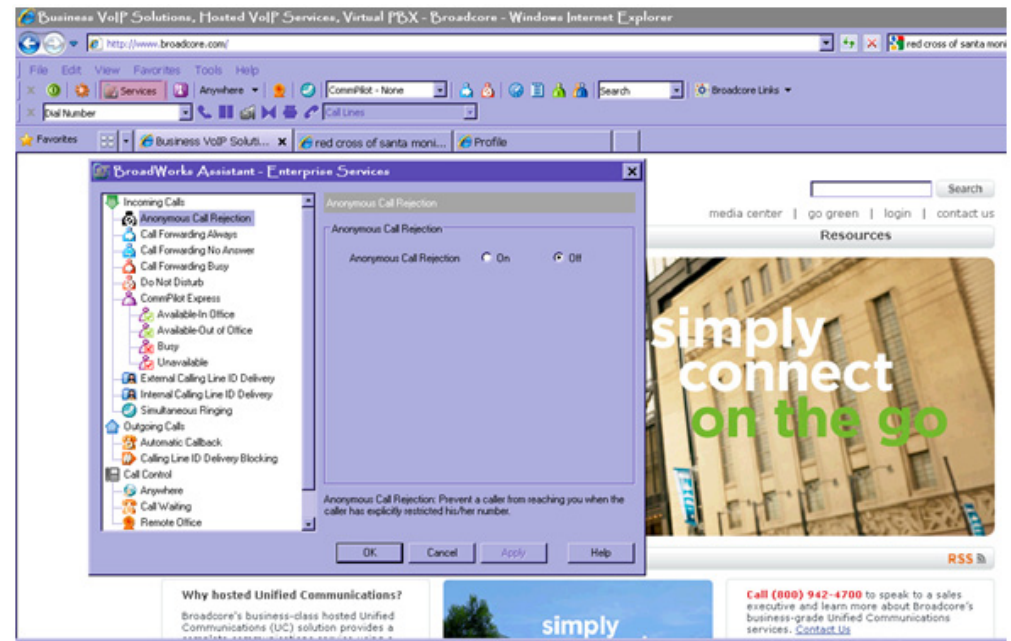 Business VoIP Solutions, Hosted VoIP Services, Virtual PBX - Broadcore - Windows Internet Explorer
http://www.broadcore.com/
red cross of santa moni
File Edit View Favorites Tools Help
Services Anywhere CommPilot - None Search Broadcore Links
Dial Number Call Lines
Favorites Business VoIP Soluti... red cross of santa moni... Profile
BroadWorks Assistant - Enterprise Services
Search
media center | go green | login | contact us
Resources
Incoming Calls
Anonymous Call Rejection
Call Forwarding Always
Call Forwarding No Answer
Call Forwarding Busy
Do Not Disturb
CommPilot Express
Available-In Office
Available-Out of Office
Busy
Unavailable
External Calling Line ID Delivery
Internal Calling Line ID Delivery
Simultaneous Ringing
Outgoing Calls
Automatic Callback
Calling Line ID Delivery Blocking
Call Control
Anywhere
Call Waiting
Remote Office
Anonymous Call Rejection
Anonymous Call Rejection
Anonymous Call Rejection On Off
Anonymous Call Rejection: Prevent a caller from reaching you when the
caller has explicitly restricted his/her number.
OK Cancel Apply Help
simply
connect
on the go
RSS
Why hosted Unified Communications?
Broadcore's business-class hosted Unified
Communications (UC) solution provides a
complete communications service using a
simply
Call (800) 942-4700 to speak to a sales
executive and learn more about Broadcore's
business-grade Unified Communications
services. Contact Us